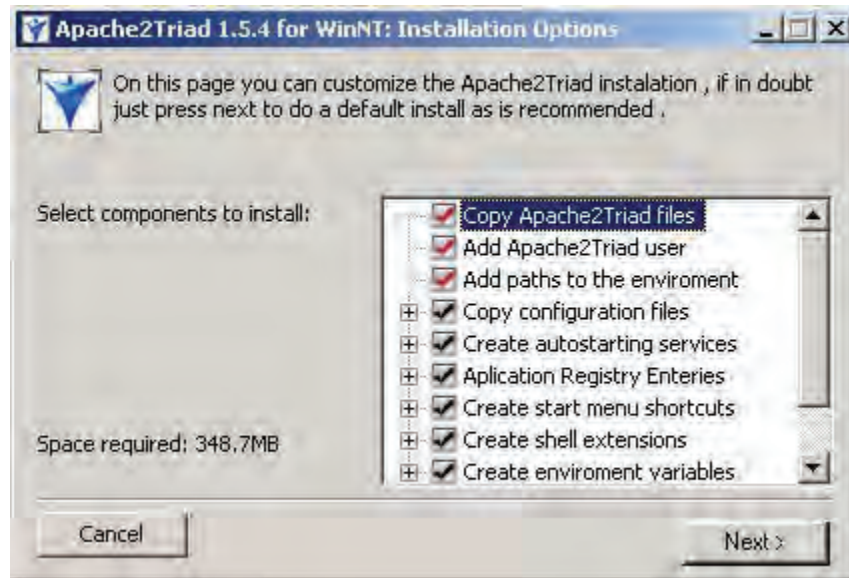 Apache2Triad 1.5.4 for WinNT: Installation Options
On this page you can customize the Apache2Triad instalation , if in doubt
just press next to do a default install as is recommended .
Select components to install:
Copy Apache2Triad files
Add Apache2Triad user
Add paths to the enviroment
Copy configuration files
Create autostarting services
Aplication Registry Enteries
Create start menu shortcuts
Create shell extensions
Create enviroment variables
Space required: 348.7MB
Cancel
Next >